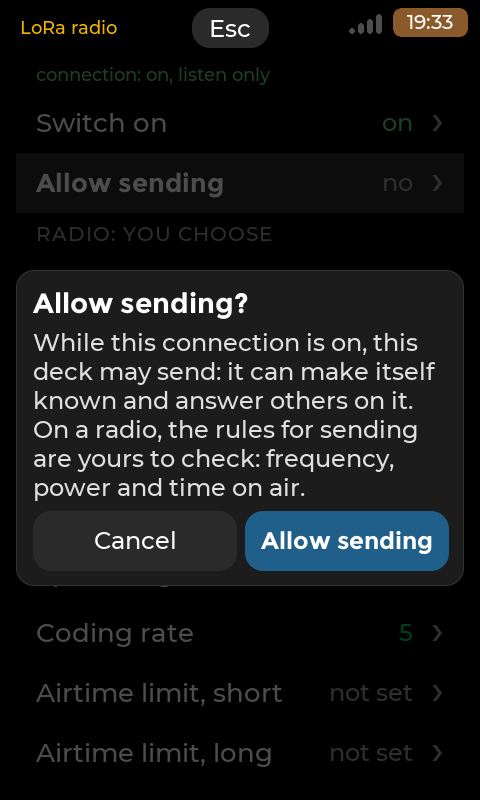 LoRa radio
Esc
19:33
connection: on, listen only
Switch on
on
Allow sending
no
RADIO: YOU CHOOSE
Allow sending?
While this connection is on, this
deck may send: it can make itself
known and answer others on it.
On a radio, the rules for sending
are yours to check: frequency,
power and time on air.
Cancel
Allow sending
Coding rate
5
Airtime limit, short
not set
Airtime limit, long
not set